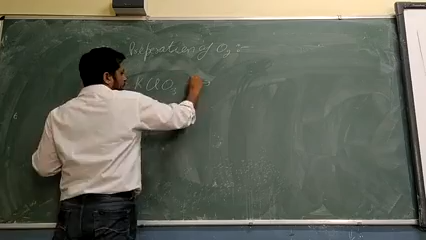 Preparation of O₂ :-
KClO₃